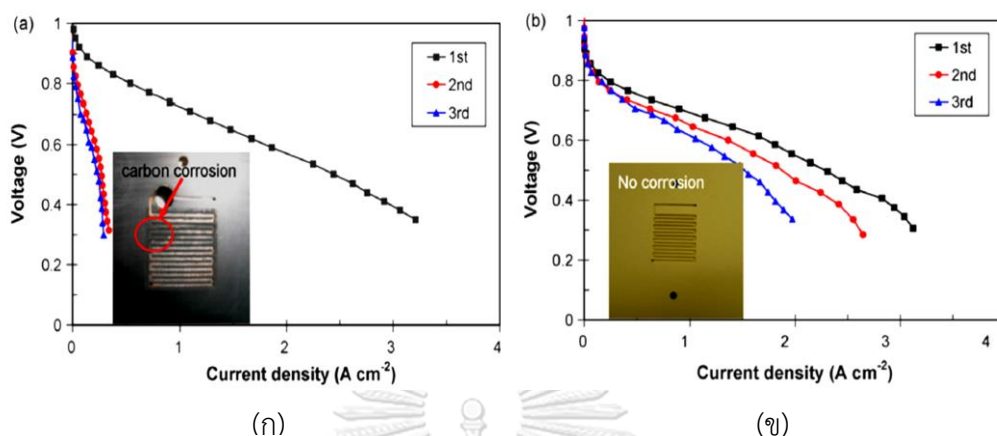 (a)
1
0.8
0.6
0.4
0.2
0
Voltage (V)
1st
2nd
3rd
carbon corrosion
0
1
2
3
4
Current density (A cm-2)
(ก)
(b)
1
0.8
0.6
0.4
0.2
0
Voltage (V)
1st
2nd
3rd
No corrosion
0
1
2
3
4
Current density (A cm-2)
(ข)